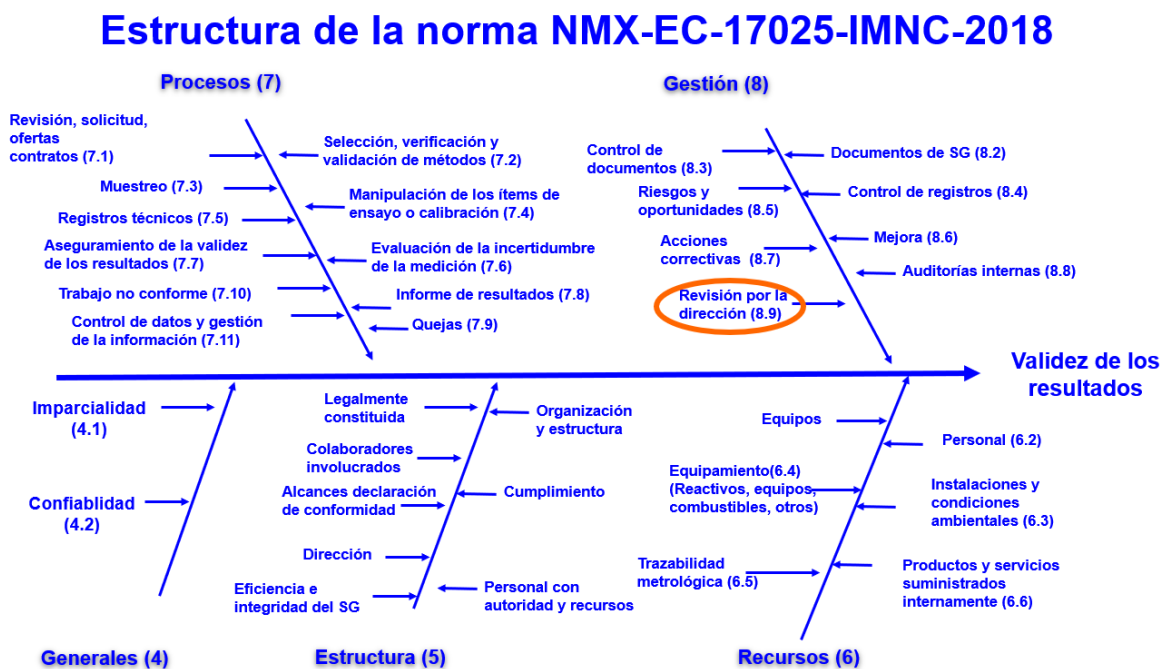 Estructura de la norma NMX-EC-17025-IMNC-2018
Procesos (7)
Revisión, solicitud,
ofertas
contratos (7.1)
Selección, verificación y
validación de métodos (7.2)
Muestreo (7.3)
Manipulación de los ítems de
ensayo o calibración (7.4)
Registros técnicos (7.5)
Aseguramiento de la validez
de los resultados (7.7)
Evaluación de la incertidumbre
de la medición (7.6)
Trabajo no conforme (7.10)
Informe de resultados (7.8)
Control de datos y gestión
de la información (7.11)
Quejas (7.9)
Gestión (8)
Control de
documentos (8.3)
Documentos de SG (8.2)
Riesgos y
oportunidades (8.5)
Control de registros (8.4)
Acciones
correctivas (8.7)
Mejora (8.6)
Auditorías internas (8.8)
Revisión por la
dirección (8.9)
Validez de los
resultados
Imparcialidad
(4.1)
Confiablidad
(4.2)
Generales (4)
Legalmente
constituida
Organización
y estructura
Colaboradores
involucrados
Alcances declaración
de conformidad
Cumplimiento
Dirección
Eficiencia e
integridad del SG
Personal con
autoridad y recursos
Estructura (5)
Equipos
Personal (6.2)
Equipamiento(6.4)
(Reactivos, equipos,
combustibles, otros)
Instalaciones y
condiciones
ambientales (6.3)
Trazabilidad
metrológica (6.5)
Productos y servicios
suministrados
internamente (6.6)
Recursos (6)